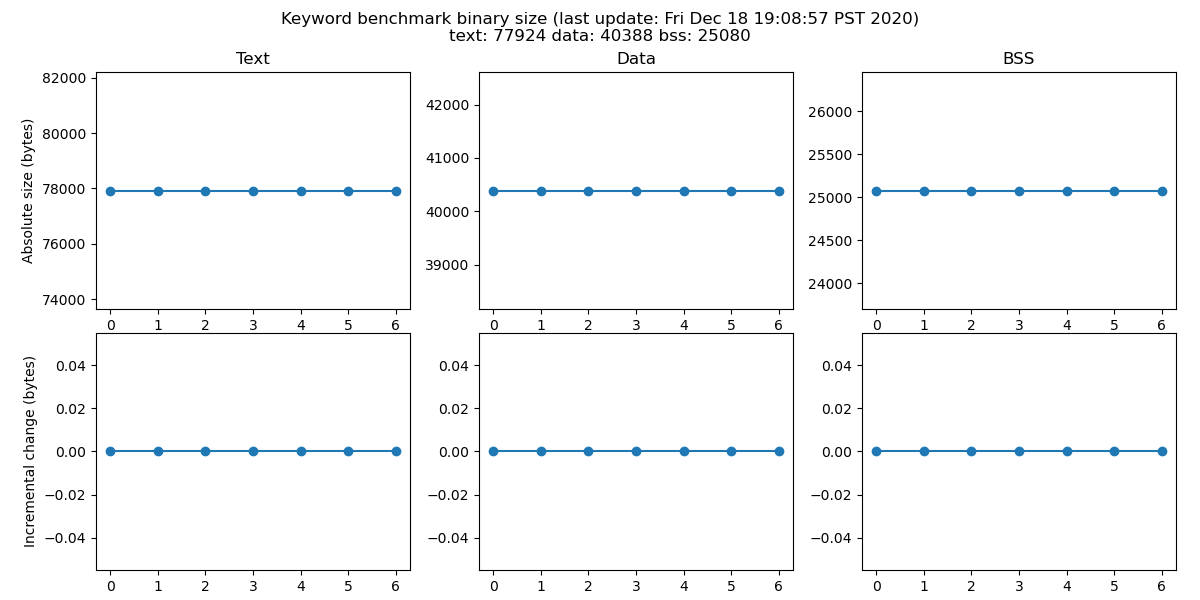 Keyword benchmark binary size (last update: Fri Dec 18 19:08:57 PST 2020)
text: 77924 data: 40388 bss: 25080
Text
Data
BSS
Absolute size (bytes)
82000
80000
78000
76000
74000
0 1 2 3 4 5 6
42000
41000
40000
39000
0 1 2 3 4 5 6
26000
25500
25000
24500
24000
0 1 2 3 4 5 6
Incremental change (bytes)
0.04
0.02
0.00
−0.02
−0.04
0 1 2 3 4 5 6
0.04
0.02
0.00
−0.02
−0.04
0 1 2 3 4 5 6
0.04
0.02
0.00
−0.02
−0.04
0 1 2 3 4 5 6